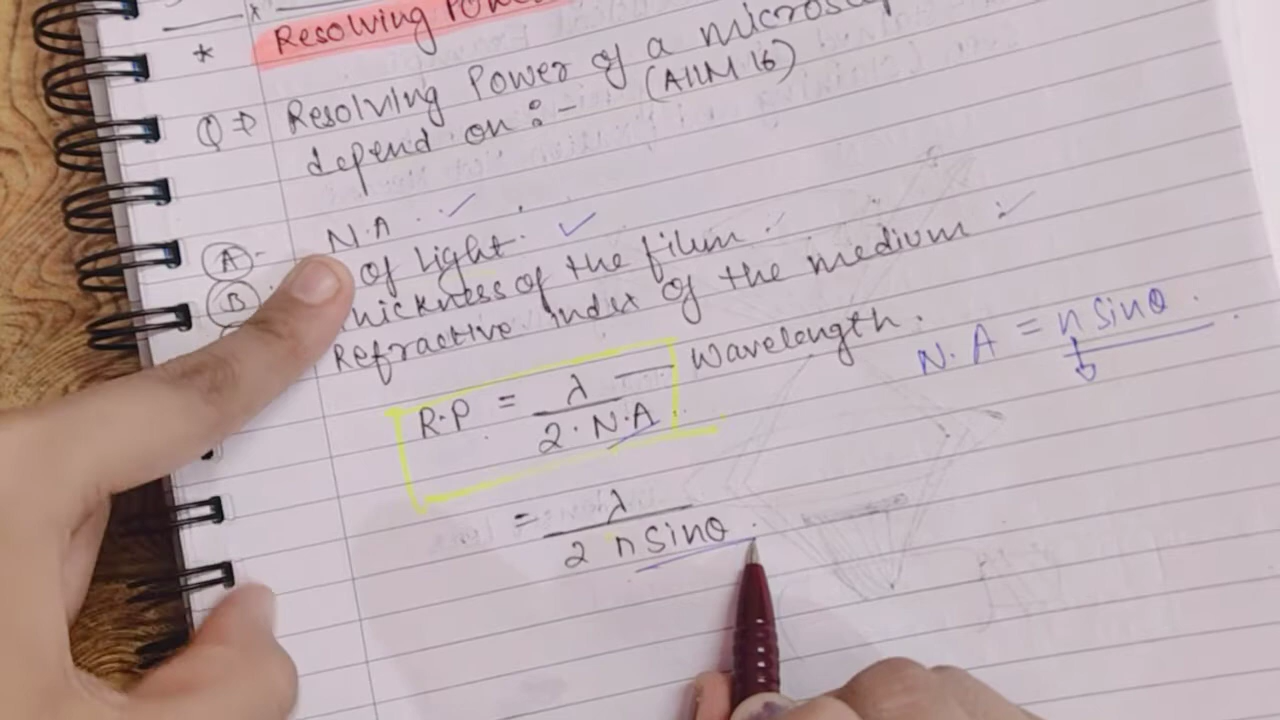 * Resolving
Q ⇒ Resolving Power of a
depend on :- (AIIM 16)
A N.A. ✓
B of light. ✓
hickness of the film.
Refractive index of the medium ✓
R.P = λ / 2.N.A. — Wavelength.
N.A = n sinθ.
= λ / 2 n sinθ.